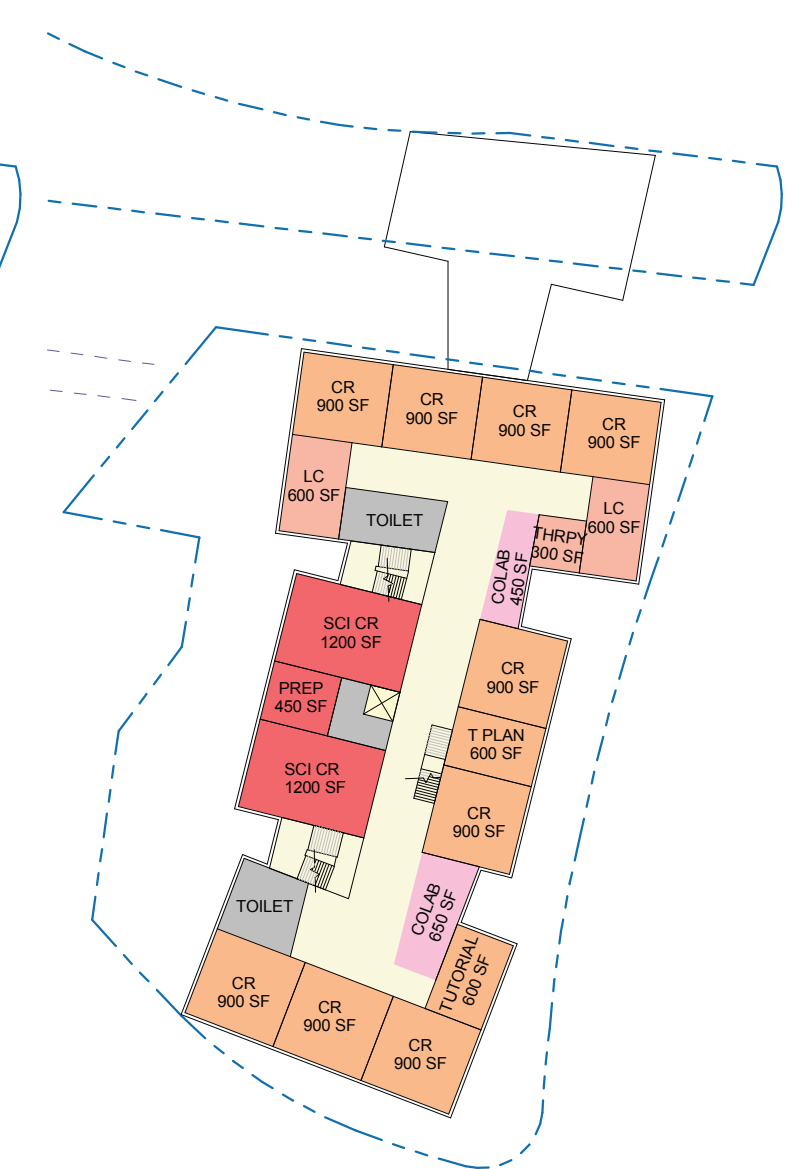 CR
900 SF
CR
900 SF
CR
900 SF
CR
900 SF
LC
600 SF
TOILET
COLAB
450 SF
THRPY
300 SF
LC
600 SF
SCI CR
1200 SF
CR
900 SF
PREP
450 SF
T PLAN
600 SF
SCI CR
1200 SF
CR
900 SF
TOILET
COLAB
650 SF
TUTORIAL
600 SF
CR
900 SF
CR
900 SF
CR
900 SF